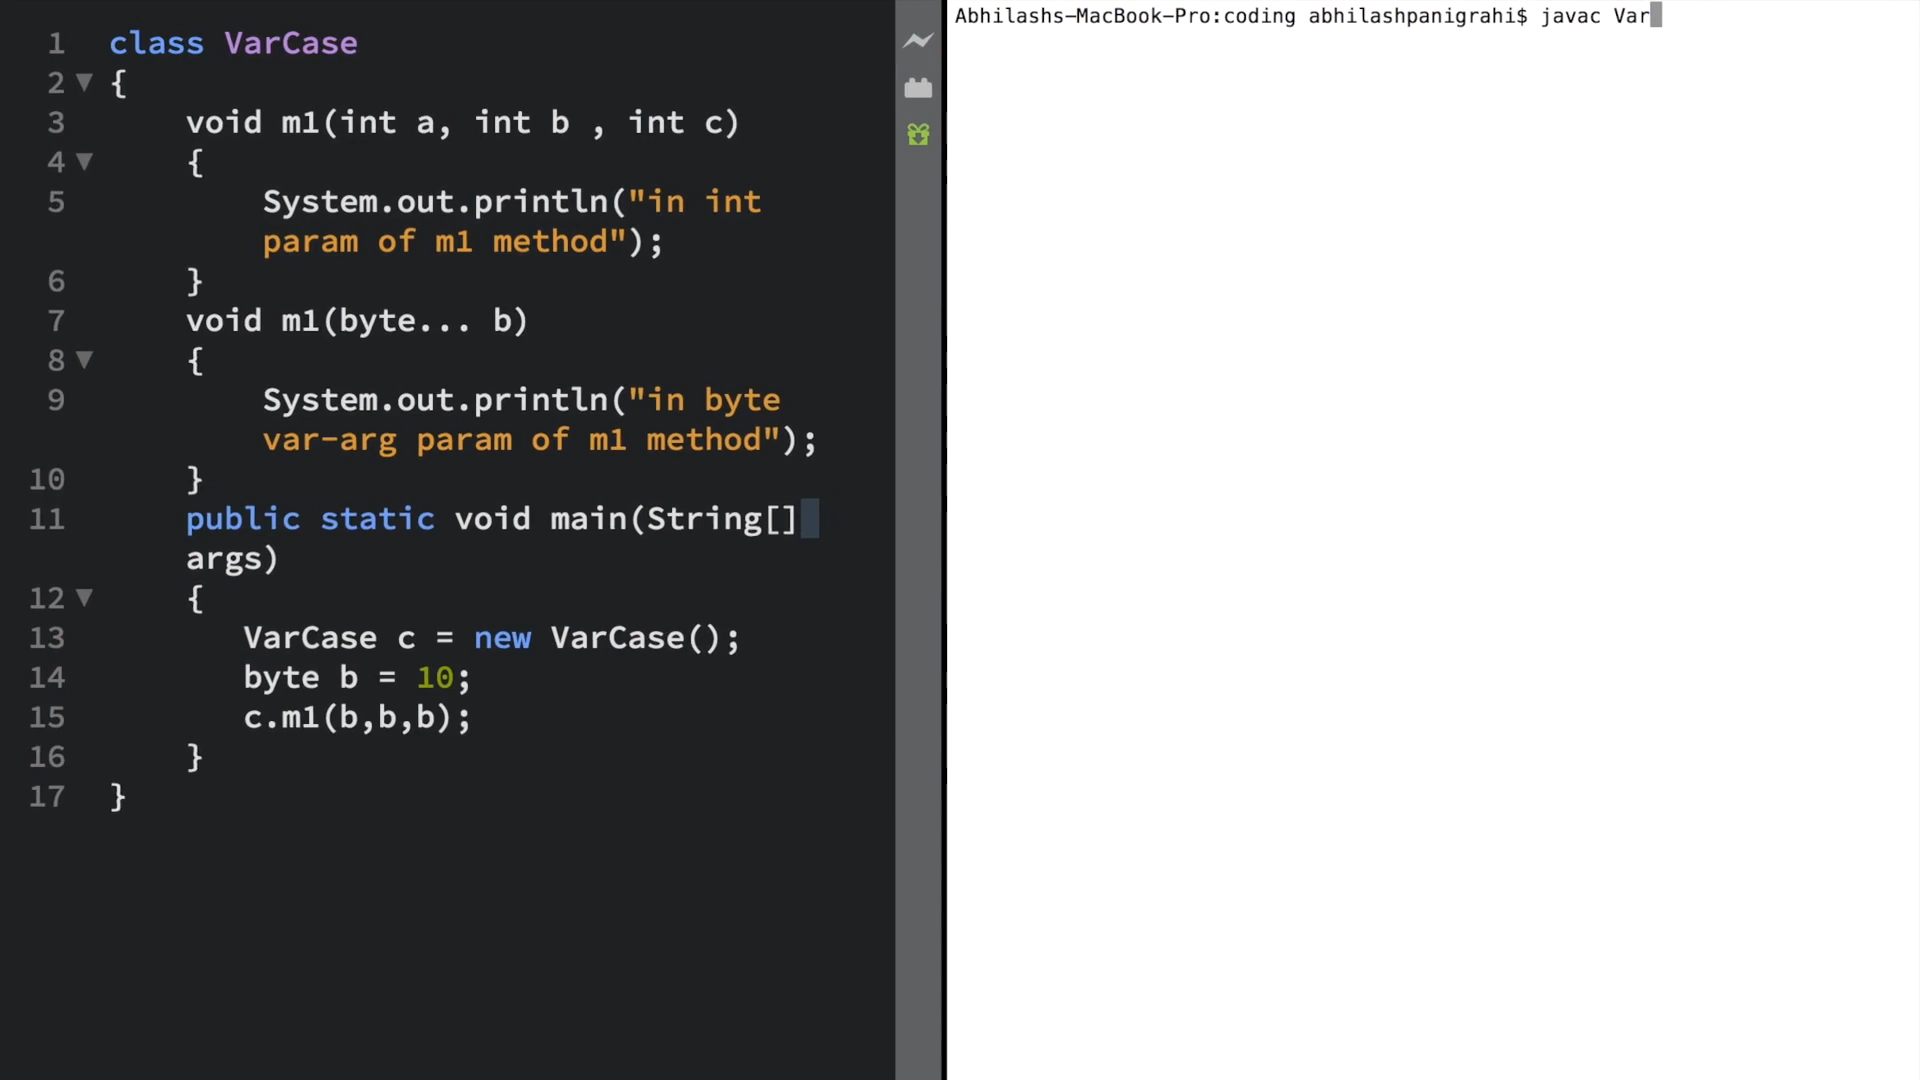 1 class VarCase
2 {
3 void m1(int a, int b , int c)
4 {
5 System.out.println("in int
param of m1 method");
6 }
7 void m1(byte... b)
8 {
9 System.out.println("in byte
var-arg param of m1 method");
10 }
11 public static void main(String[]
args)
12 {
13 VarCase c = new VarCase();
14 byte b = 10;
15 c.m1(b,b,b);
16 }
17 }
Abhilashs-MacBook-Pro:coding abhilashpanigrahi$ javac Var